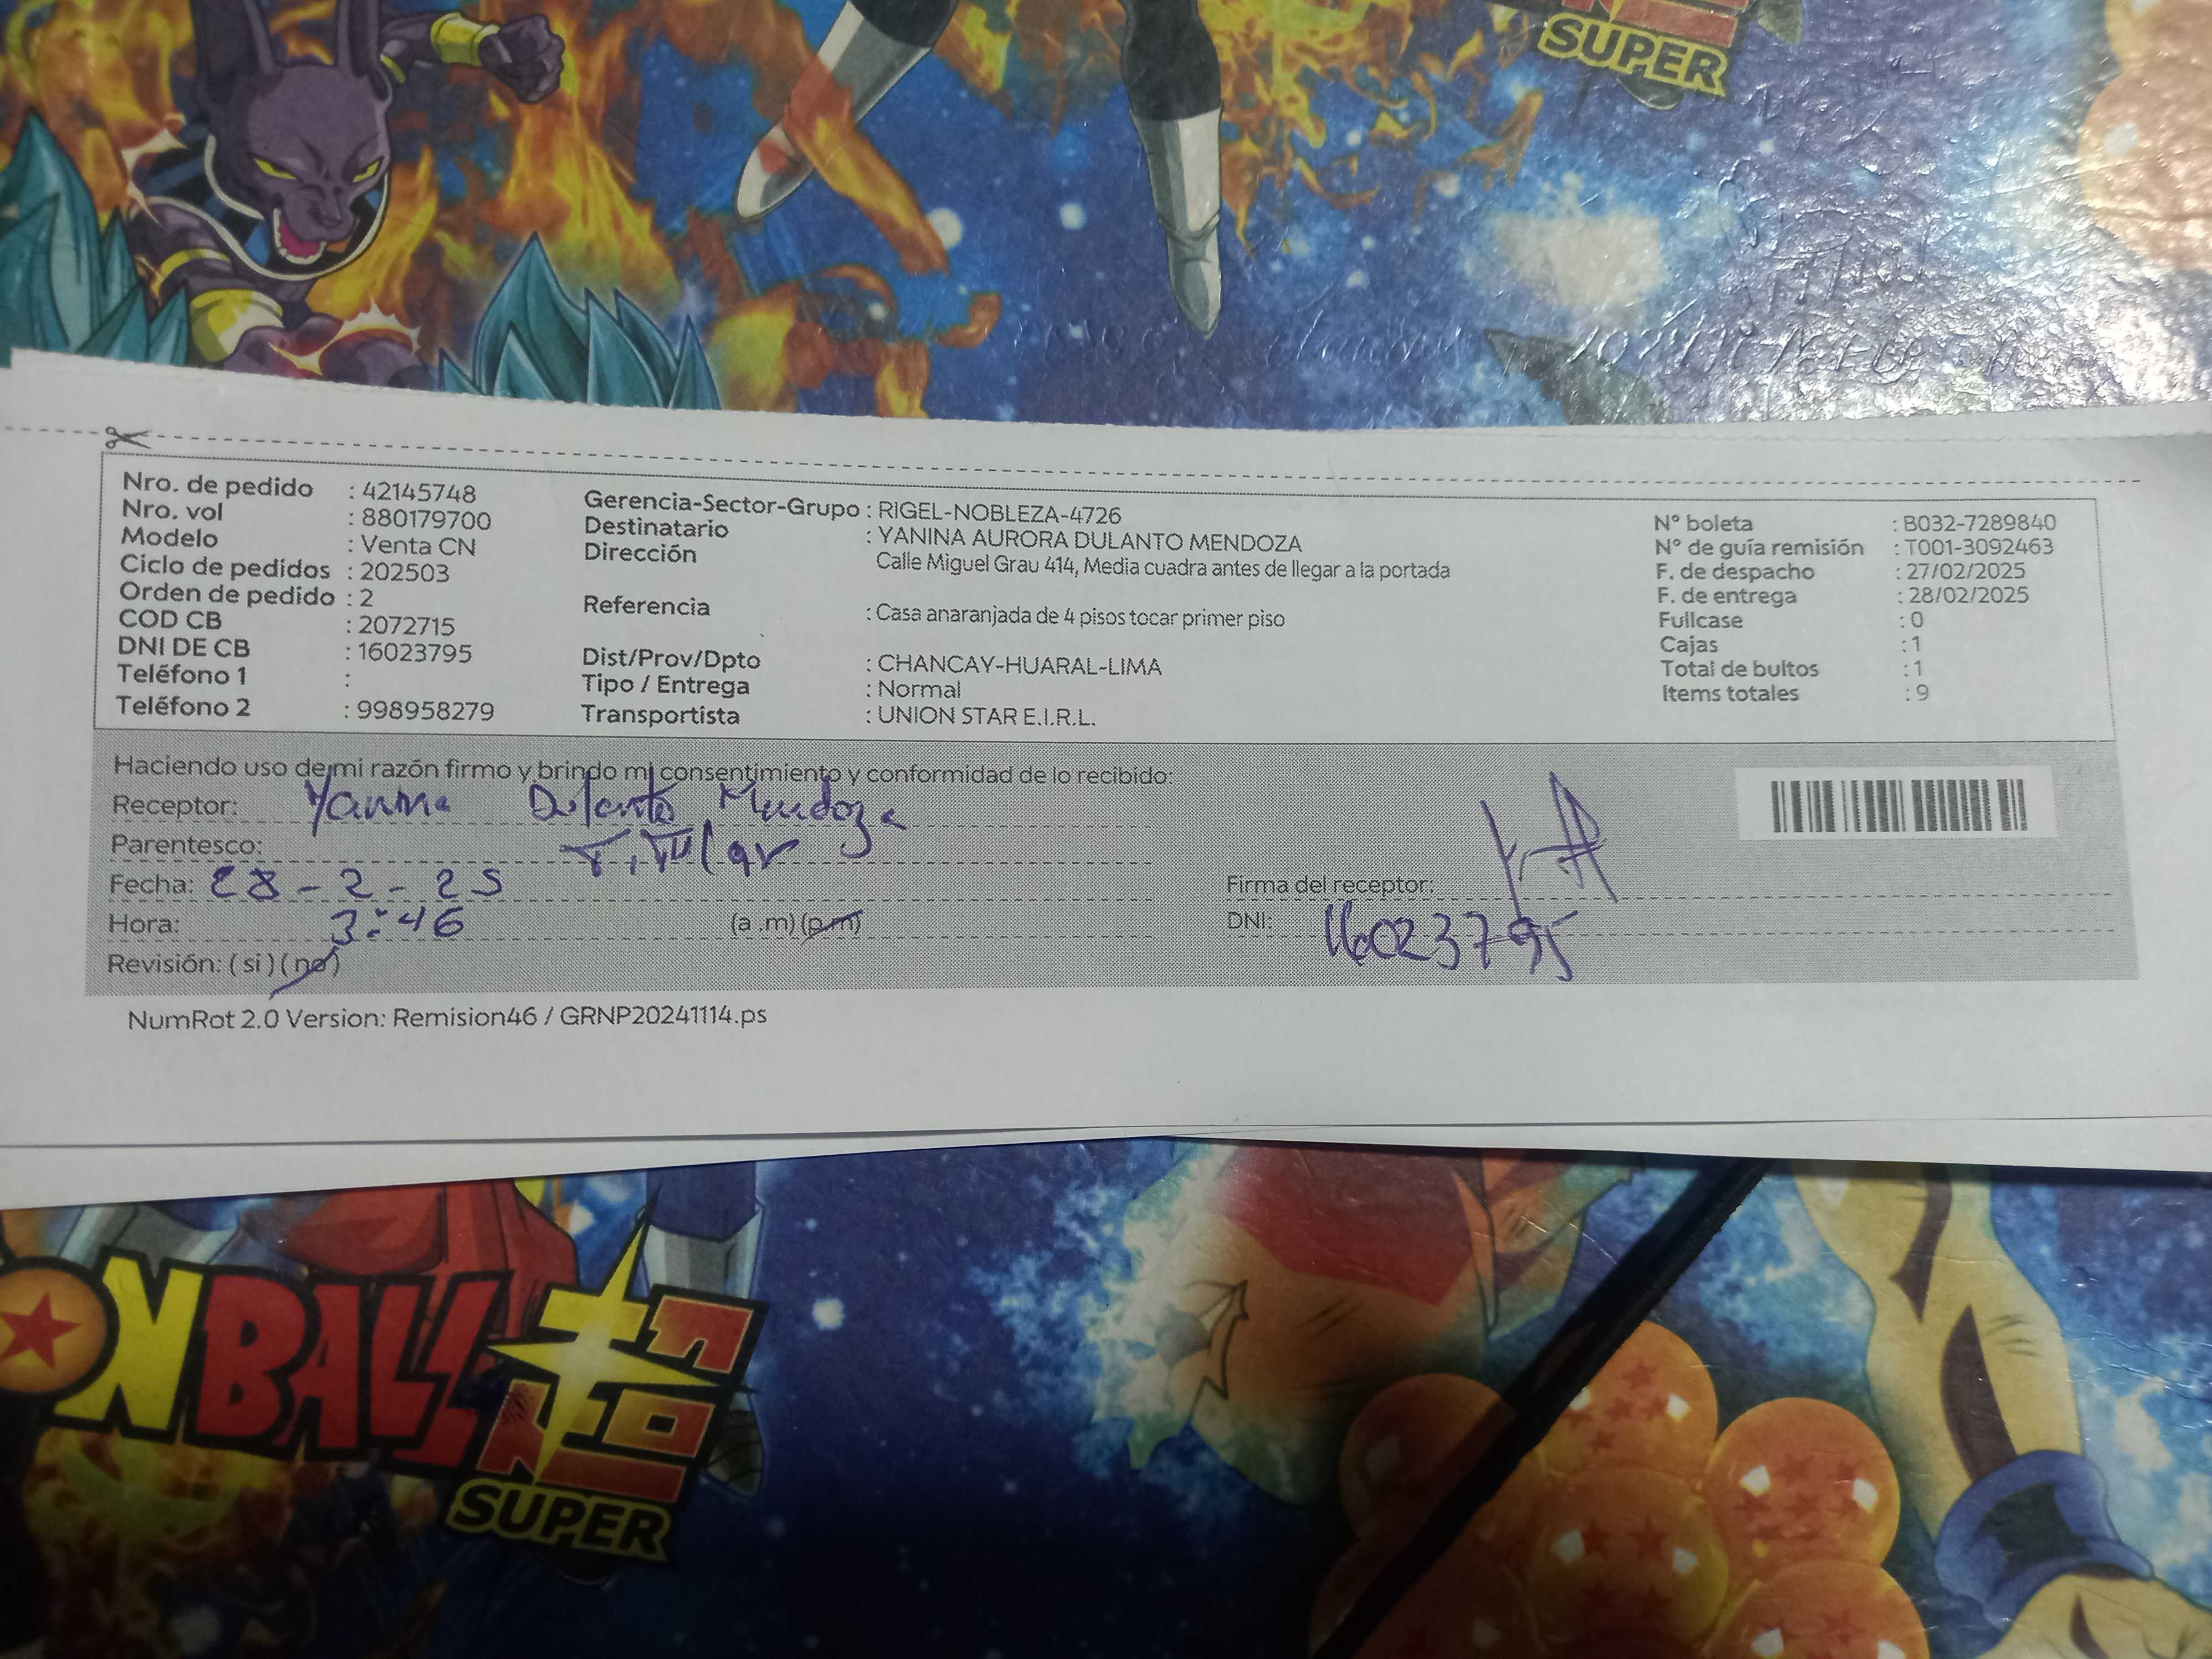 SUPER
Nro. de pedido : 42145748
Nro. vol : 880179700
Modelo : Venta CN
Ciclo de pedidos : 202503
Orden de pedido : 2
COD CB : 2072715
DNI DE CB : 16023795
Teléfono 1 :
Teléfono 2 : 998958279
Gerencia-Sector-Grupo : RIGEL-NOBLEZA-4726
Destinatario : YANINA AURORA DULANTO MENDOZA
Dirección Calle Miguel Grau 414, Media cuadra antes de llegar a la portada
Referencia : Casa anaranjada de 4 pisos tocar primer piso
Dist/Prov/Dpto : CHANCAY-HUARAL-LIMA
Tipo / Entrega : Normal
Transportista : UNION STAR E.I.R.L.
N° boleta : B032-7289840
N° de guía remisión : T001-3092463
F. de despacho : 27/02/2025
F. de entrega : 28/02/2025
Fullcase : 0
Cajas : 1
Total de bultos : 1
Items totales : 9
Haciendo uso de mi razón firmo y brindo mi consentimiento y conformidad de lo recibido:
Receptor: Yanina Dulanto Mendoza
Parentesco: Titular
Fecha: 28-2-25
Hora: 3:46 (a .m) (p.m)
Revisión: ( si ) ( no )
Firma del receptor:
DNI: 16023795
NumRot 2.0 Version: Remision46 / GRNP20241114.ps
ONBALL超
SUPER